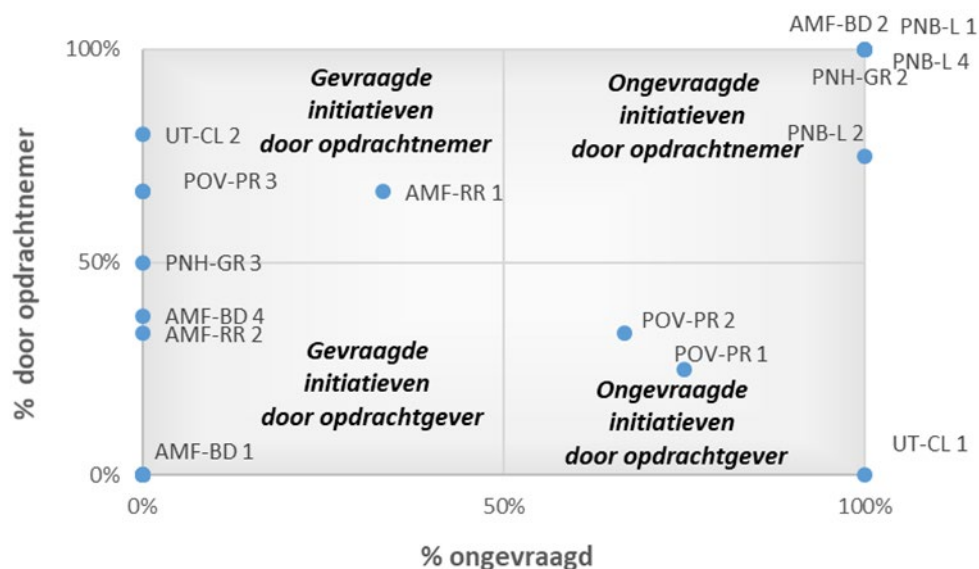 AMF-BD 2 PNB-L 1
100%
PNB-L 4
Gevraagde
initiatieven
door opdrachtnemer
Ongevraagde
initiatieven
door opdrachtnemer
PNH-GR 2
UT-CL 2
PNB-L 2
POV-PR 3
AMF-RR 1
% door opdrachtnemer
50%
PNH-GR 3
AMF-BD 4
AMF-RR 2
POV-PR 2
POV-PR 1
Gevraagde
initiatieven
door opdrachtgever
Ongevraagde
initiatieven
door opdrachtgever
AMF-BD 1
UT-CL 1
0%
0% 50% 100%
% ongevraagd